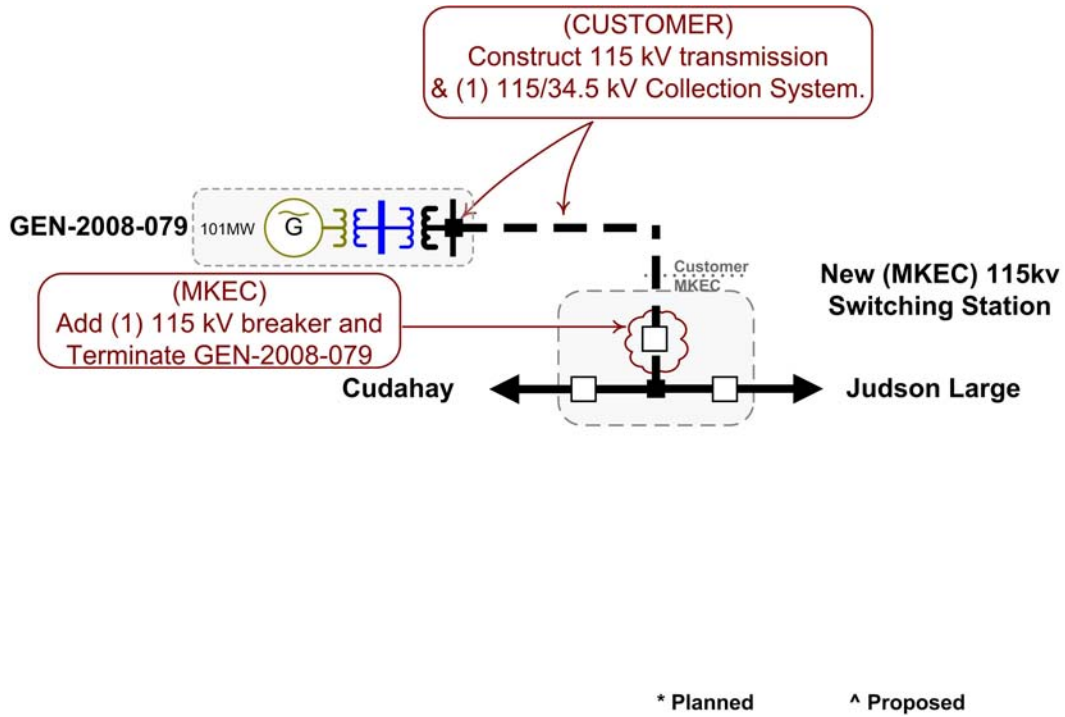 (CUSTOMER)
Construct 115 kV transmission
& (1) 115/34.5 kV Collection System.
GEN-2008-079
101MW
G
(MKEC)
Add (1) 115 kV breaker and
Terminate GEN-2008-079
Customer
MKEC
New (MKEC) 115kv
Switching Station
Cudahay
Judson Large
* Planned
^ Proposed